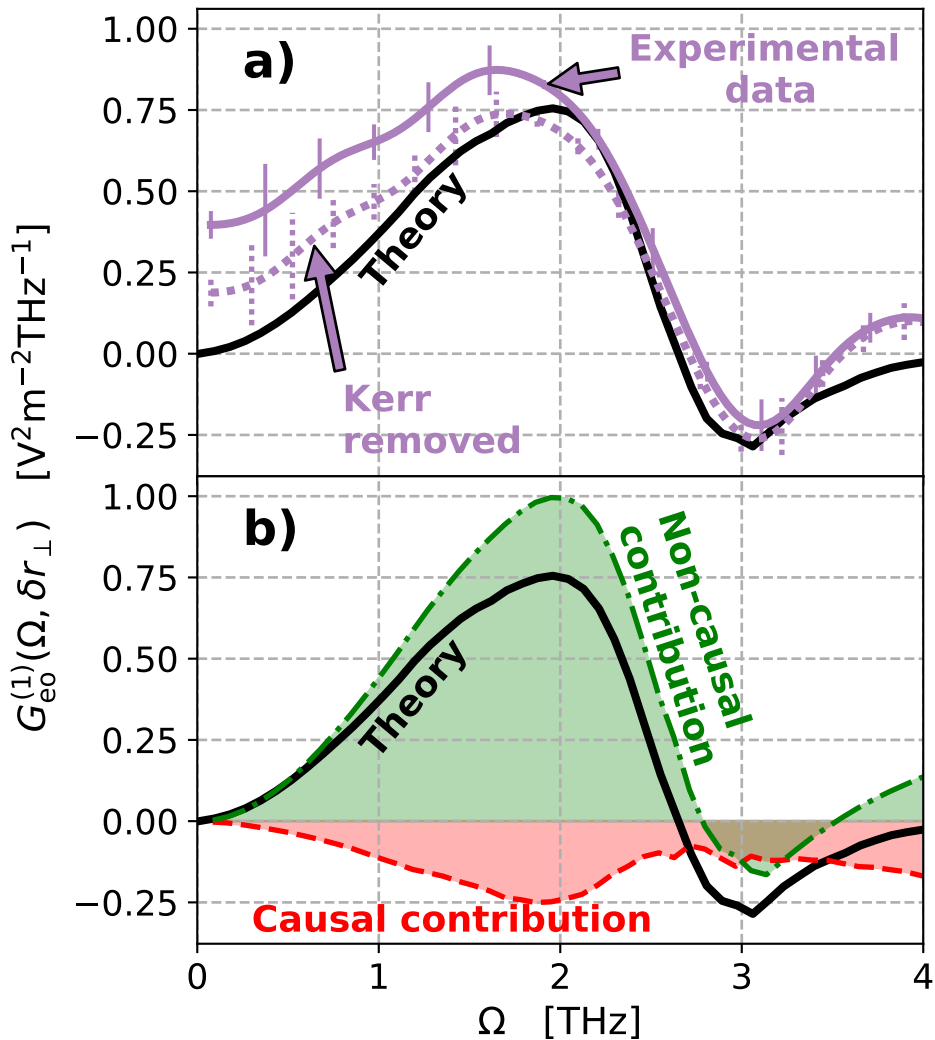 a)
Experimental
data
1.00
0.75
0.50
0.25
0.00
−0.25
Theory
Kerr
removed
b)
Non-causal
contribution
1.00
0.75
0.50
0.25
0.00
−0.25
Theory
Causal contribution
0 1 2 3 4
Ω [THz]
G_eo^(1)(Ω, δr_⊥) [V²m⁻²THz⁻¹]